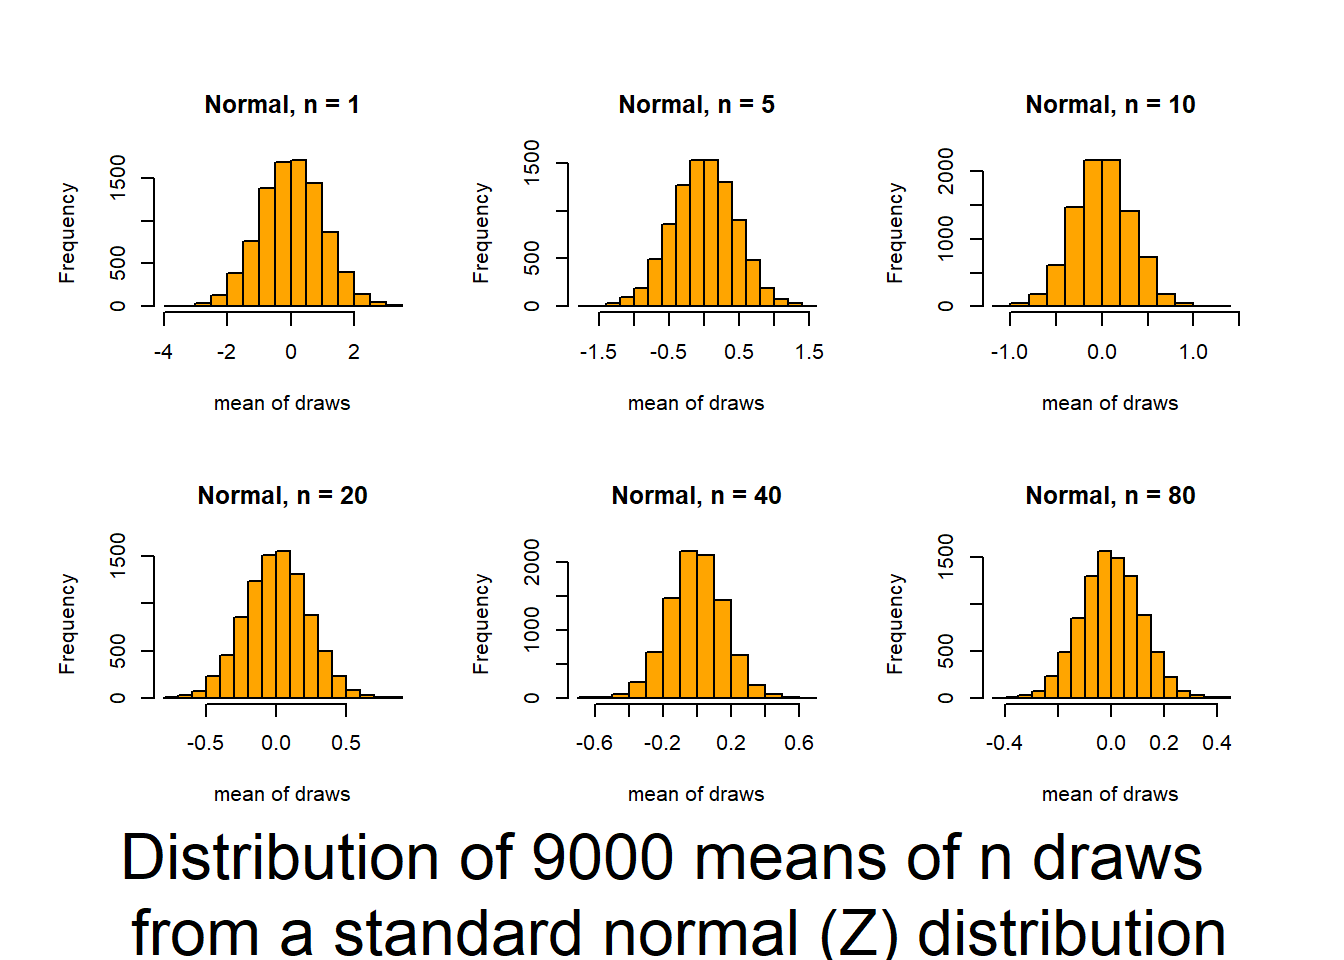 Normal, n = 1
Frequency
0 500 1500
-4 -2 0 2
mean of draws
Normal, n = 5
Frequency
0 500 1500
-1.5 -0.5 0.5 1.5
mean of draws
Normal, n = 10
Frequency
0 1000 2000
-1.0 0.0 1.0
mean of draws
Normal, n = 20
Frequency
0 500 1500
-0.5 0.0 0.5
mean of draws
Normal, n = 40
Frequency
0 1000 2000
-0.6 -0.2 0.2 0.6
mean of draws
Normal, n = 80
Frequency
0 500 1500
-0.4 0.0 0.2 0.4
mean of draws
Distribution of 9000 means of n draws
from a standard normal (Z) distribution